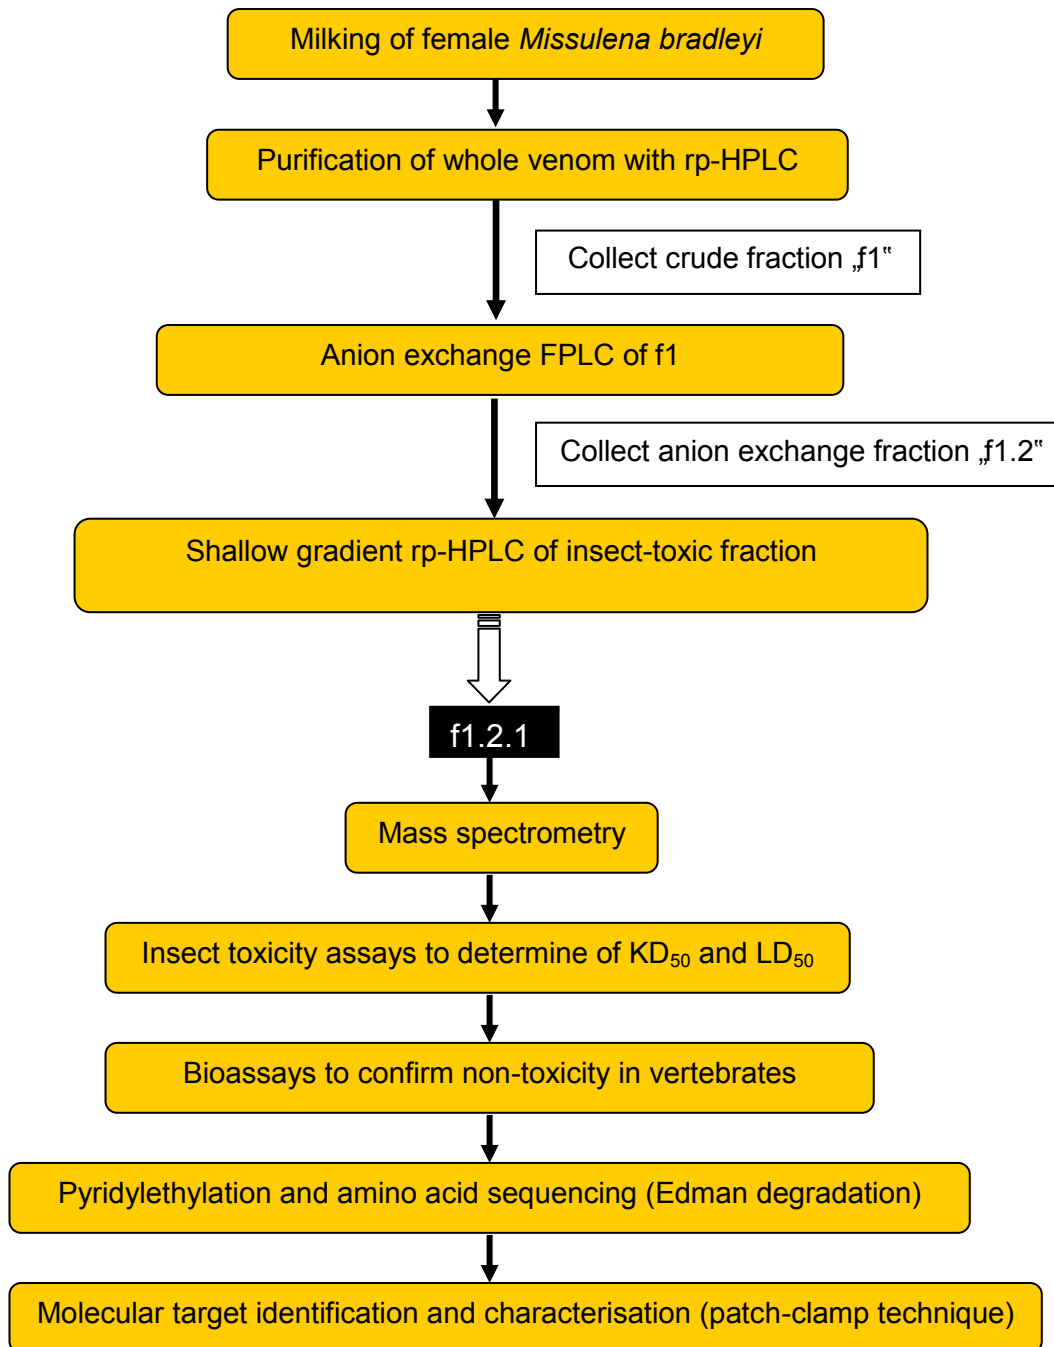 Milking of female Missulena bradleyi
Purification of whole venom with rp-HPLC
Collect crude fraction „f1‟
Anion exchange FPLC of f1
Collect anion exchange fraction „f1.2‟
Shallow gradient rp-HPLC of insect-toxic fraction
f1.2.1
Mass spectrometry
Insect toxicity assays to determine of KD₅₀ and LD₅₀
Bioassays to confirm non-toxicity in vertebrates
Pyridylethylation and amino acid sequencing (Edman degradation)
Molecular target identification and characterisation (patch-clamp technique)